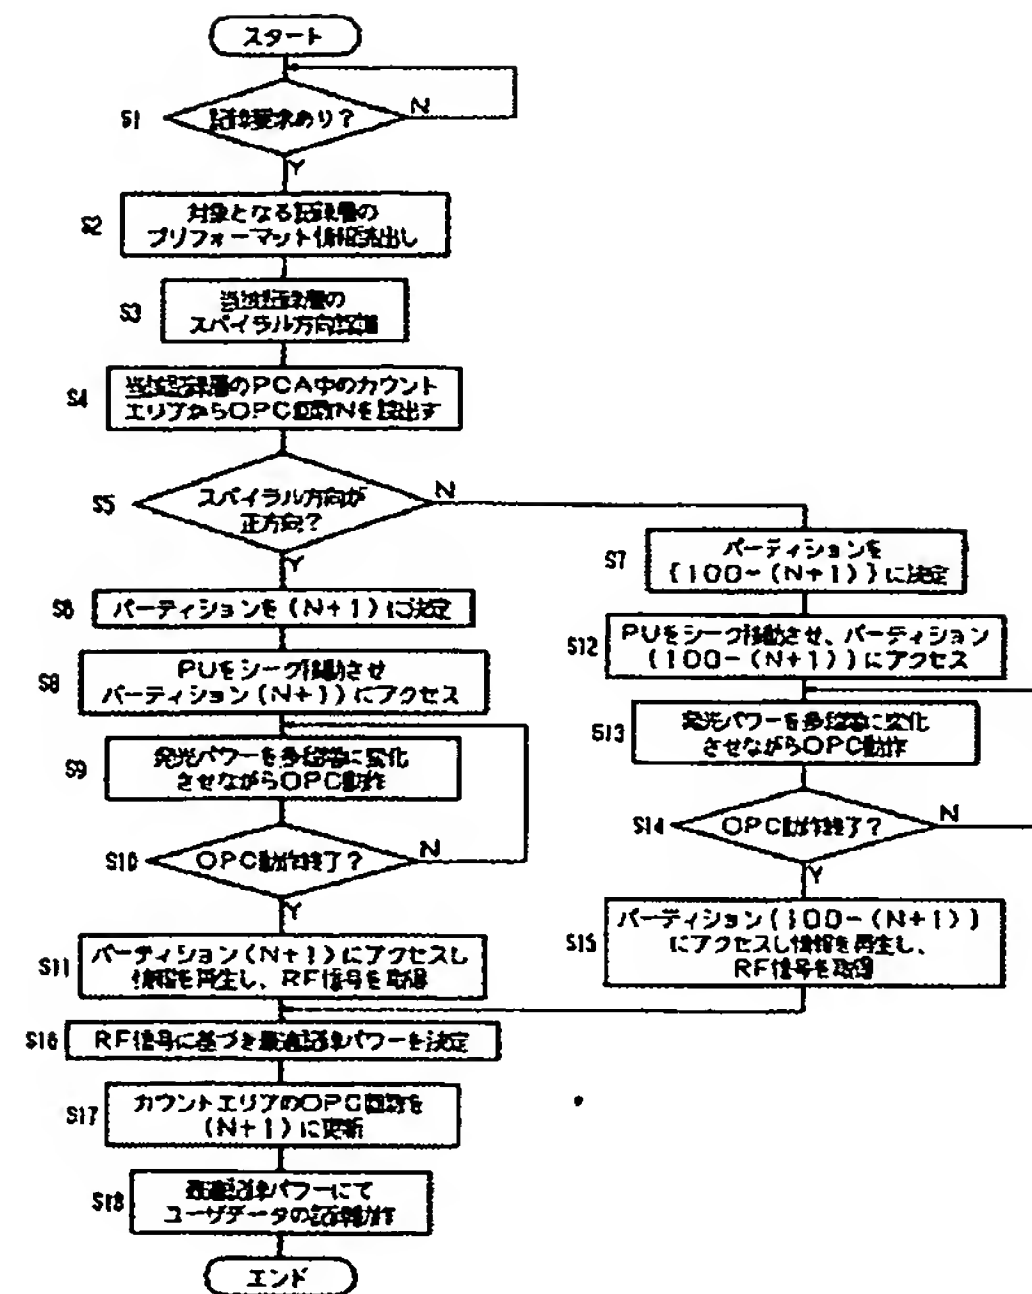 スタート
S1
記録要求あり?
N
Y
S2
対象となる記録層の
プリフォーマット情報読出し
S3
当該記録層の
スパイラル方向認識
S4
当該記録層のPCA中のカウント
エリアからOPC回数Nを読出す
S5
スパイラル方向が
正方向?
N
Y
S6
パーティションを(N+1)に決定
S7
パーティションを
{100-(N+1)}に決定
S8
PUをシーク移動させ
パーティション(N+1)にアクセス
S12
PUをシーク移動させ、パーティション
{100-(N+1)}にアクセス
S9
発光パワーを多段階に変化
させながらOPC動作
S13
発光パワーを多段階に変化
させながらOPC動作
S10
OPC動作終了?
N
Y
S14
OPC動作終了?
N
Y
S11
パーティション(N+1)にアクセスし
情報を再生し、RF信号を取得
S15
パーティション{100-(N+1)}
にアクセスし情報を再生し、
RF信号を取得
S16
RF信号に基づき最適記録パワーを決定
S17
カウントエリアのOPC回数を
(N+1)に更新
S18
最適記録パワーにて
ユーザデータの記録動作
エンド